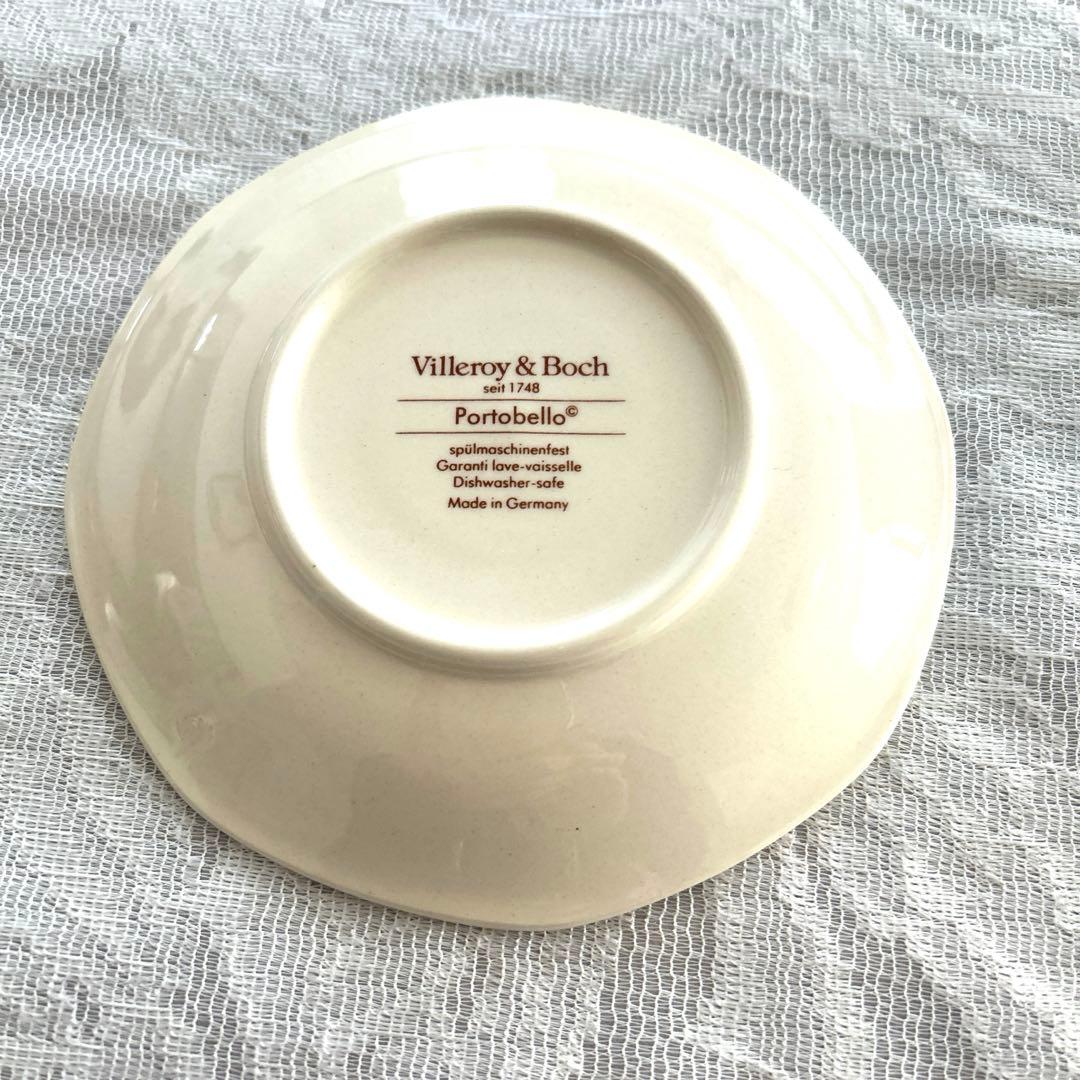 Villeroy & Boch
seit 1748
Portobello©
spülmaschinenfest
Garanti lave-vaisselle
Dishwasher-safe
Made in Germany